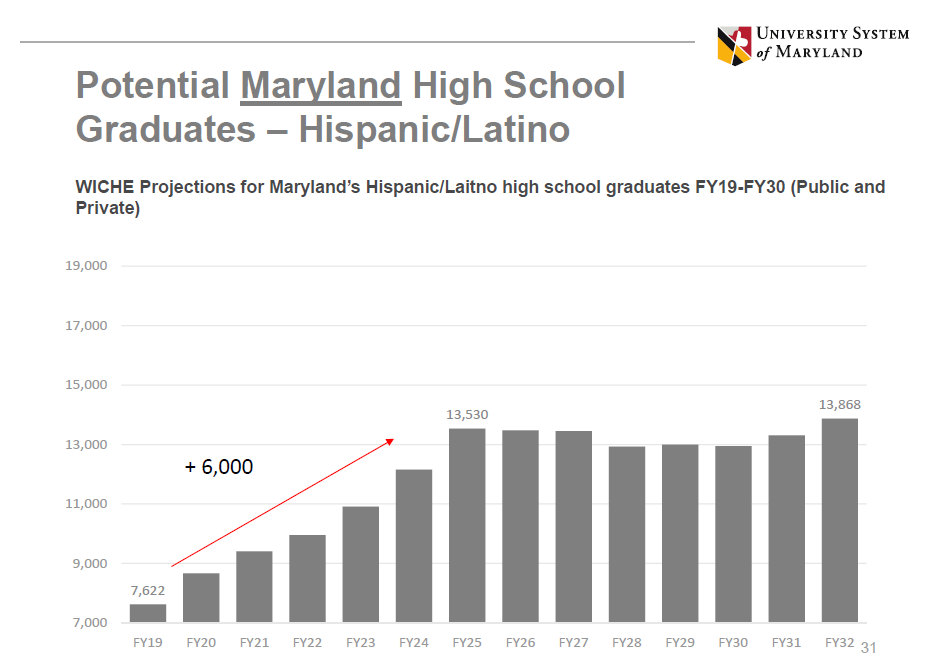 UNIVERSITY SYSTEM
of MARYLAND
Potential Maryland High School
Graduates – Hispanic/Latino
WICHE Projections for Maryland's Hispanic/Laitno high school graduates FY19-FY30 (Public and
Private)
19,000
17,000
15,000
13,000
11,000
9,000
7,000
+ 6,000
7,622
13,530
13,868
FY19 FY20 FY21 FY22 FY23 FY24 FY25 FY26 FY27 FY28 FY29 FY30 FY31 FY32
31